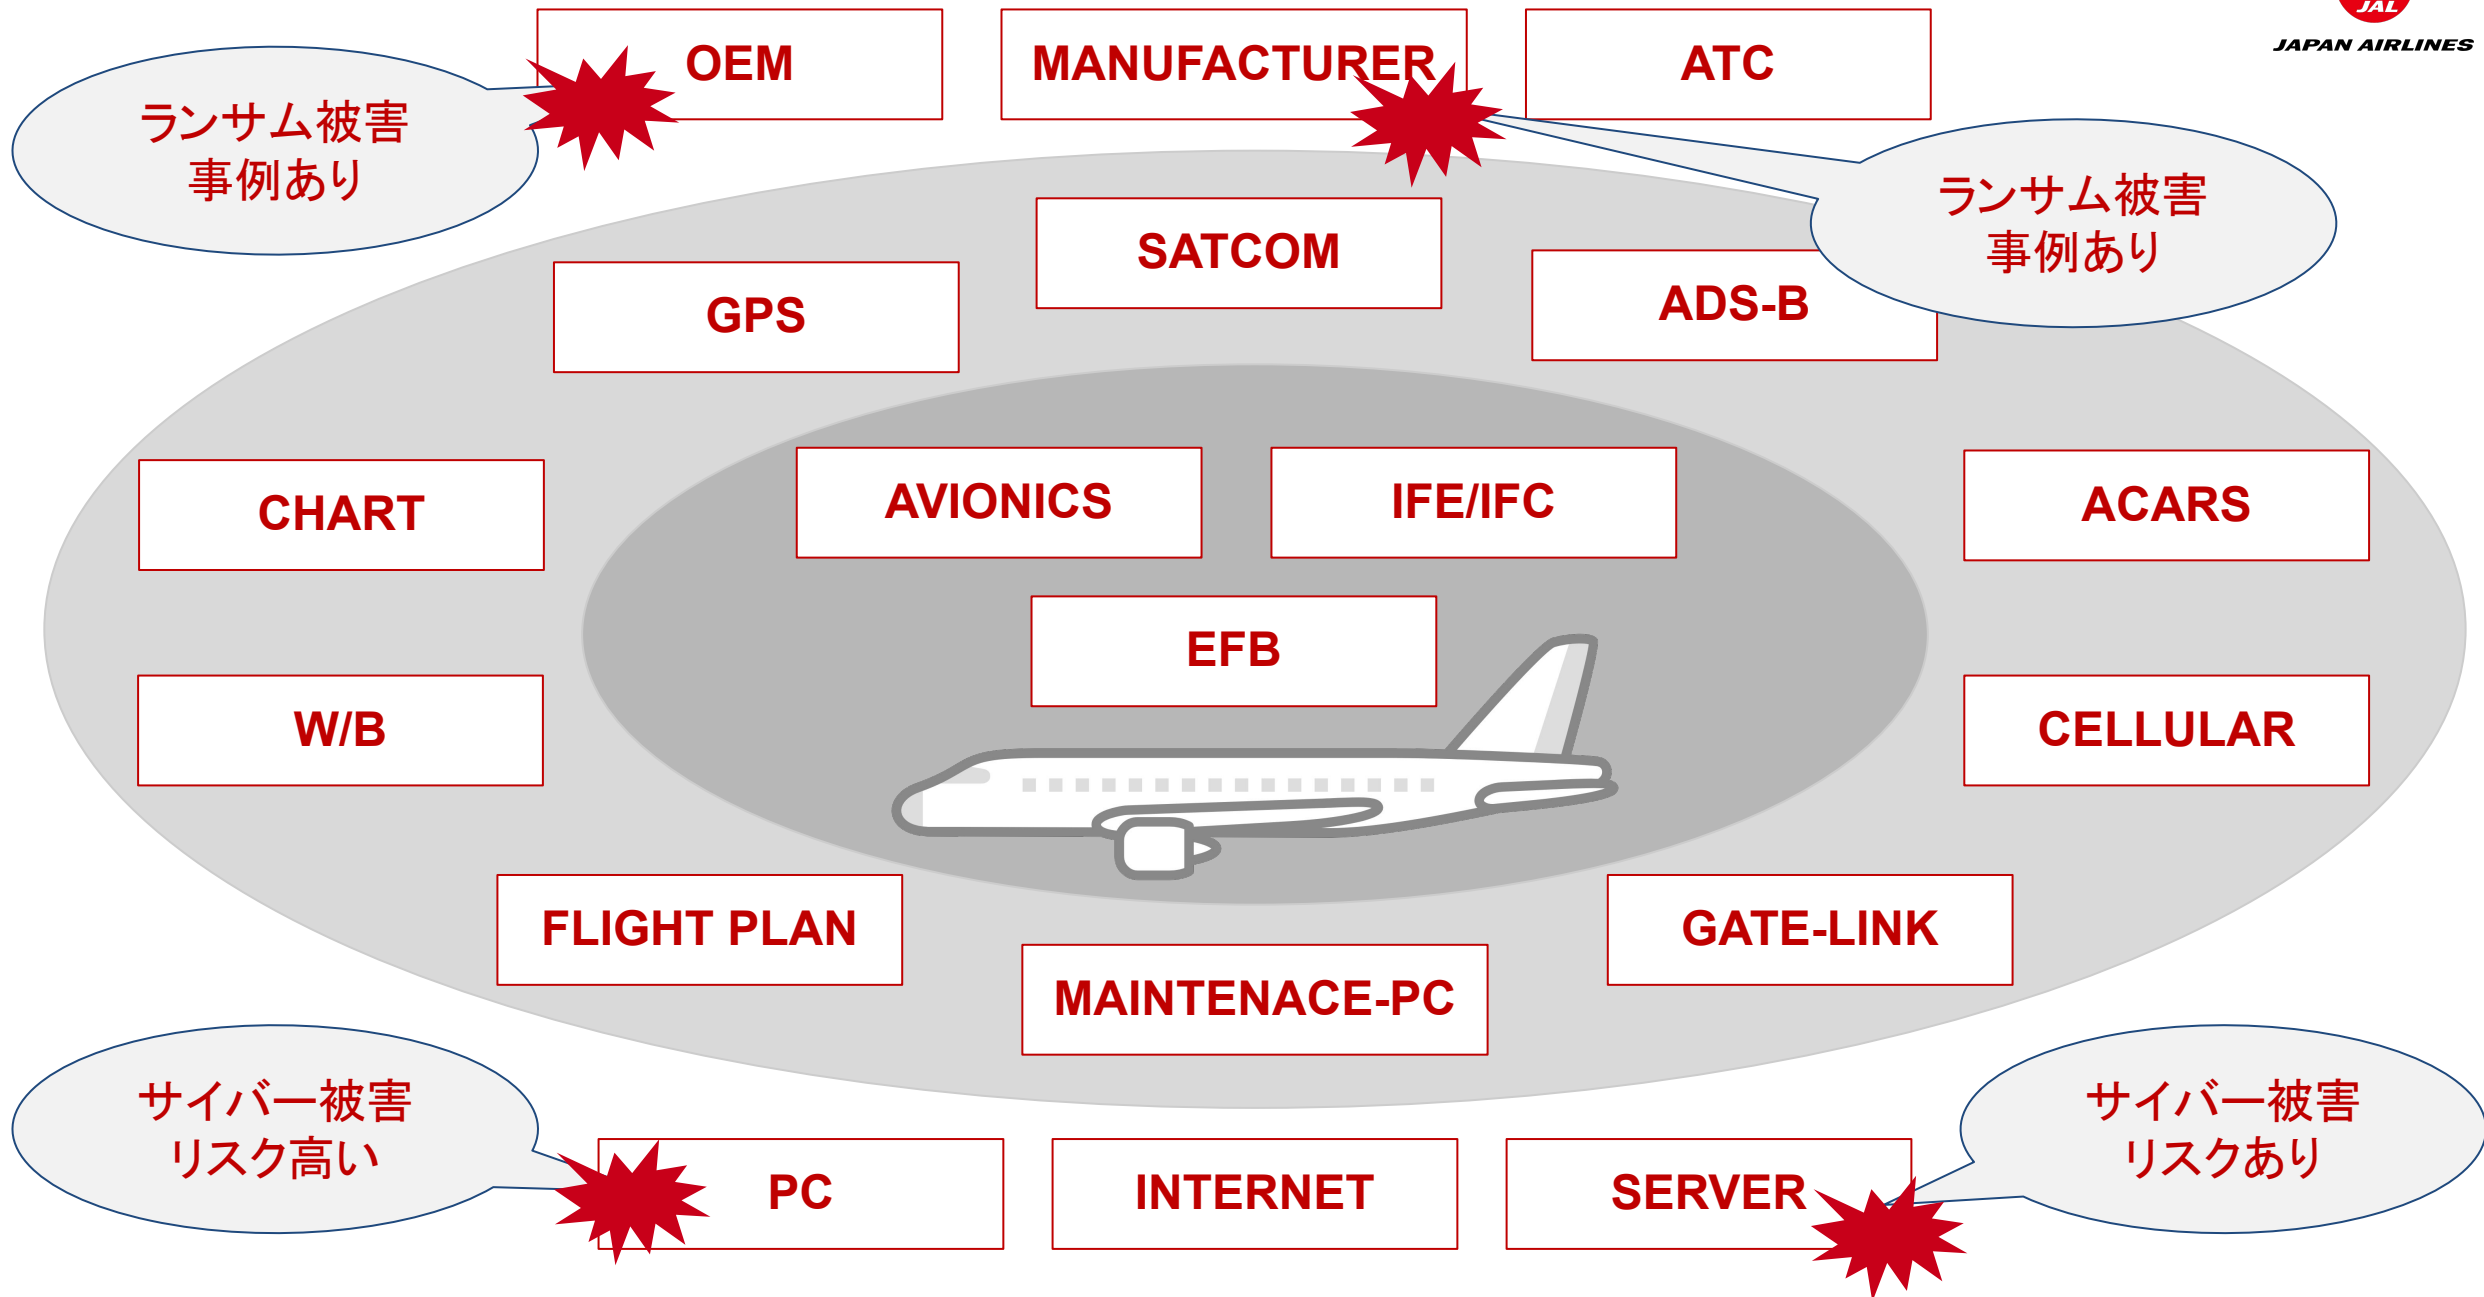 JAL
JAPAN AIRLINES
OEM
MANUFACTURER
ATC
ランサム被害
事例あり
ランサム被害
事例あり
SATCOM
GPS
ADS-B
CHART
AVIONICS
IFE/IFC
ACARS
EFB
W/B
CELLULAR
FLIGHT PLAN
GATE-LINK
MAINTENACE-PC
サイバー被害
リスク高い
サイバー被害
リスクあり
PC
INTERNET
SERVER